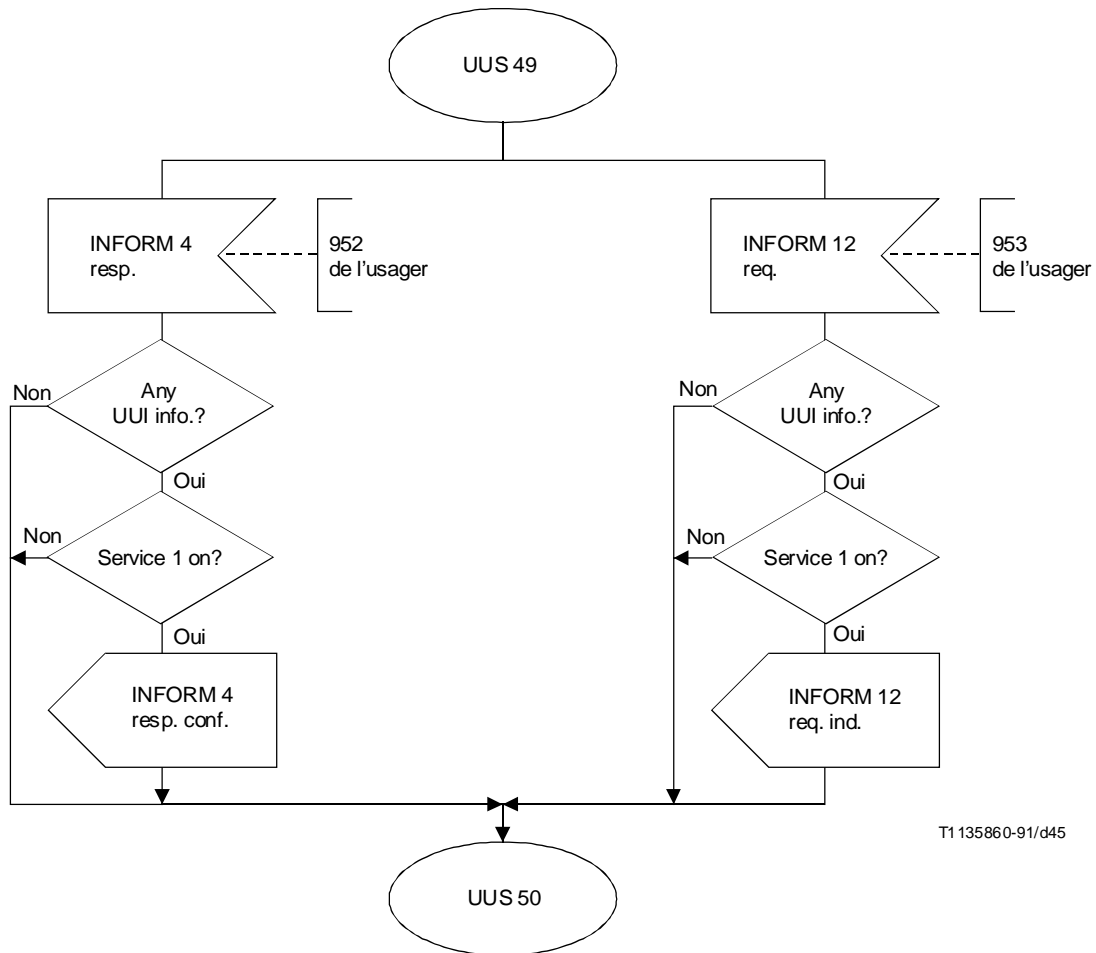 UUS 49
INFORM 4
resp.
952
de l'usager
INFORM 12
req.
953
de l'usager
Non
Any
UUI info.?
Oui
Non
Any
UUI info.?
Oui
Non
Service 1 on?
Oui
Non
Service 1 on?
Oui
INFORM 4
resp. conf.
INFORM 12
req. ind.
T1135860-91/d45
UUS 50